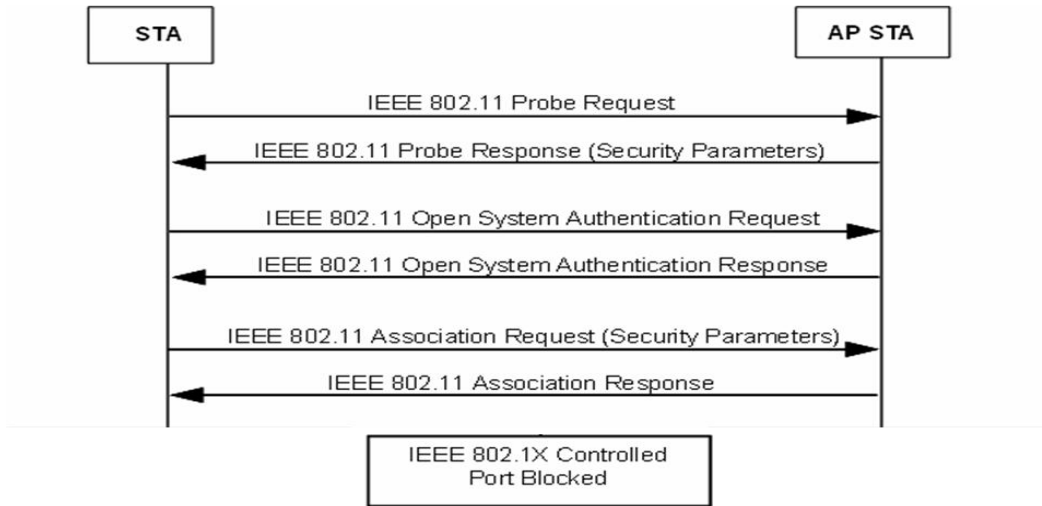 STA
AP STA
IEEE 802.11 Probe Request
IEEE 802.11 Probe Response (Security Parameters)
IEEE 802.11 Open System Authentication Request
IEEE 802.11 Open System Authentication Response
IEEE 802.11 Association Request (Security Parameters)
IEEE 802.11 Association Response
IEEE 802.1X Controlled
Port Blocked